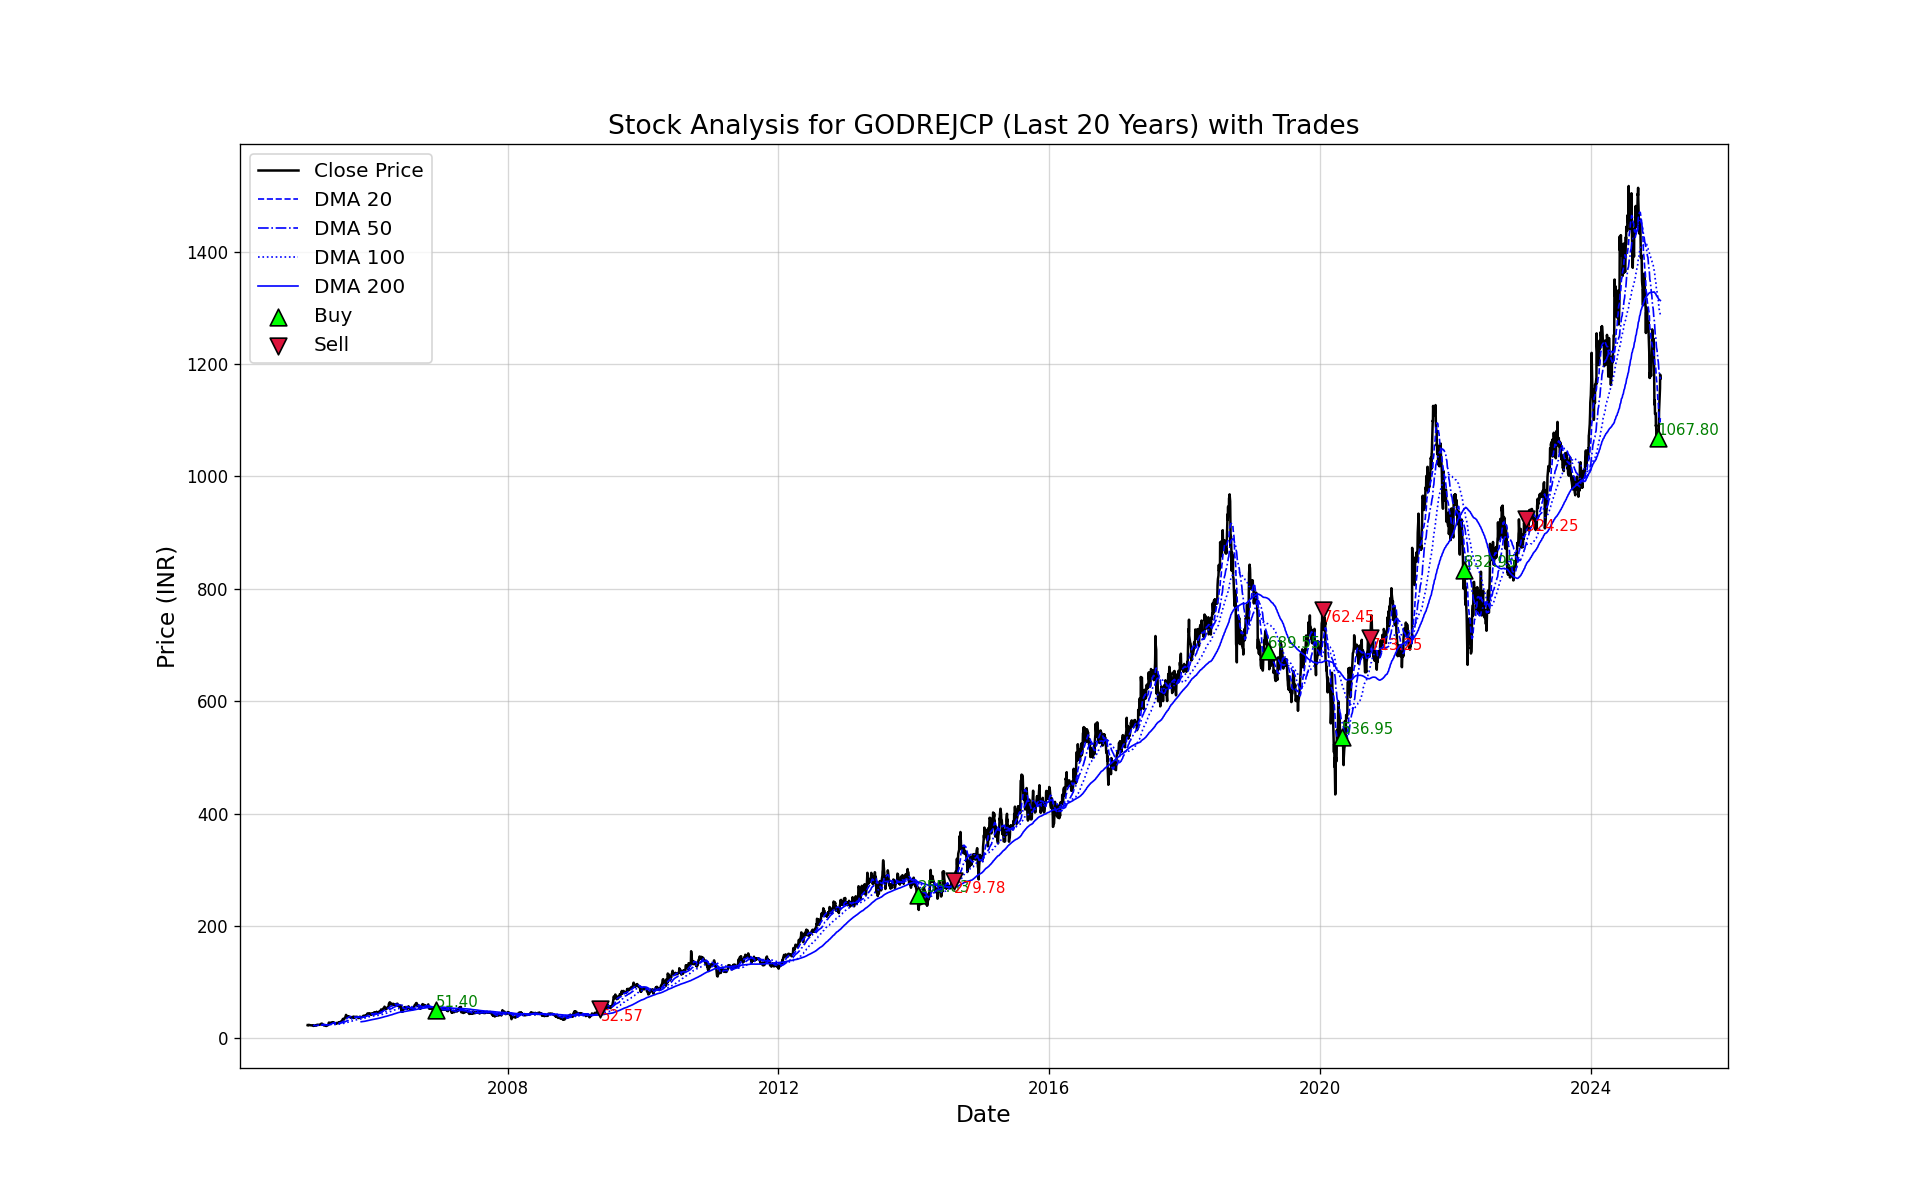 Stock Analysis for GODREJCP (Last 20 Years) with Trades
Close Price
DMA 20
DMA 50
DMA 100
DMA 200
Buy
Sell
Price (INR)
1400
1200
1000
800
600
400
200
0
1067.80
924.25
762.45
536.95
279.78
51.40
52.57
2008
2012
2016
2020
2024
Date